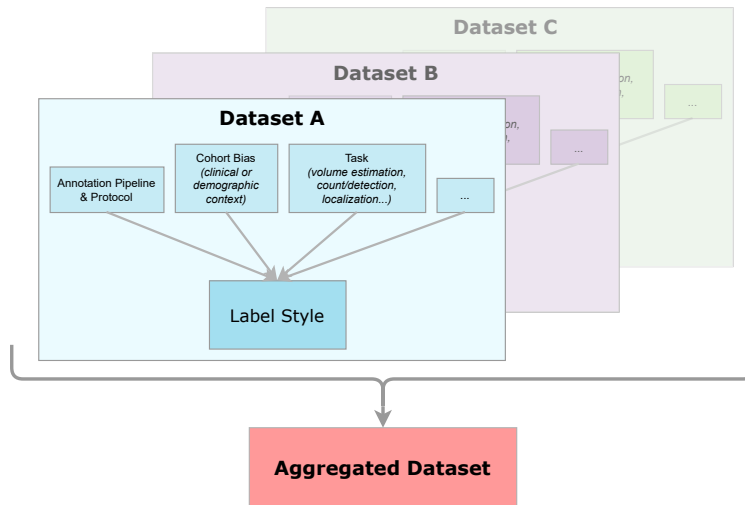 Dataset C
Dataset B
Dataset A
Annotation Pipeline
& Protocol
Cohort Bias
(clinical or
demographic
context)
Task
(volume estimation,
count/detection,
localization...)
...
...
...
Label Style
Aggregated Dataset